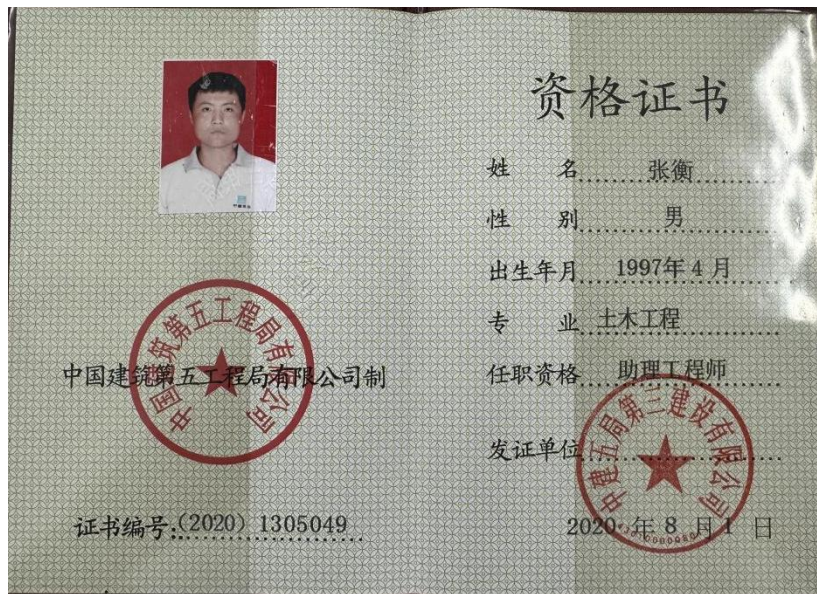 中国建筑第五工程局有限公司
中国建筑第五工程局有限公司制
证书编号:(2020) 1305049
资格证书
姓 名 张衡
性 别 男
出生年月 1997年4月
专 业 土木工程
任职资格 助理工程师
发证单位
中建五局第三建设有限公司
2020 年 8 月 1 日